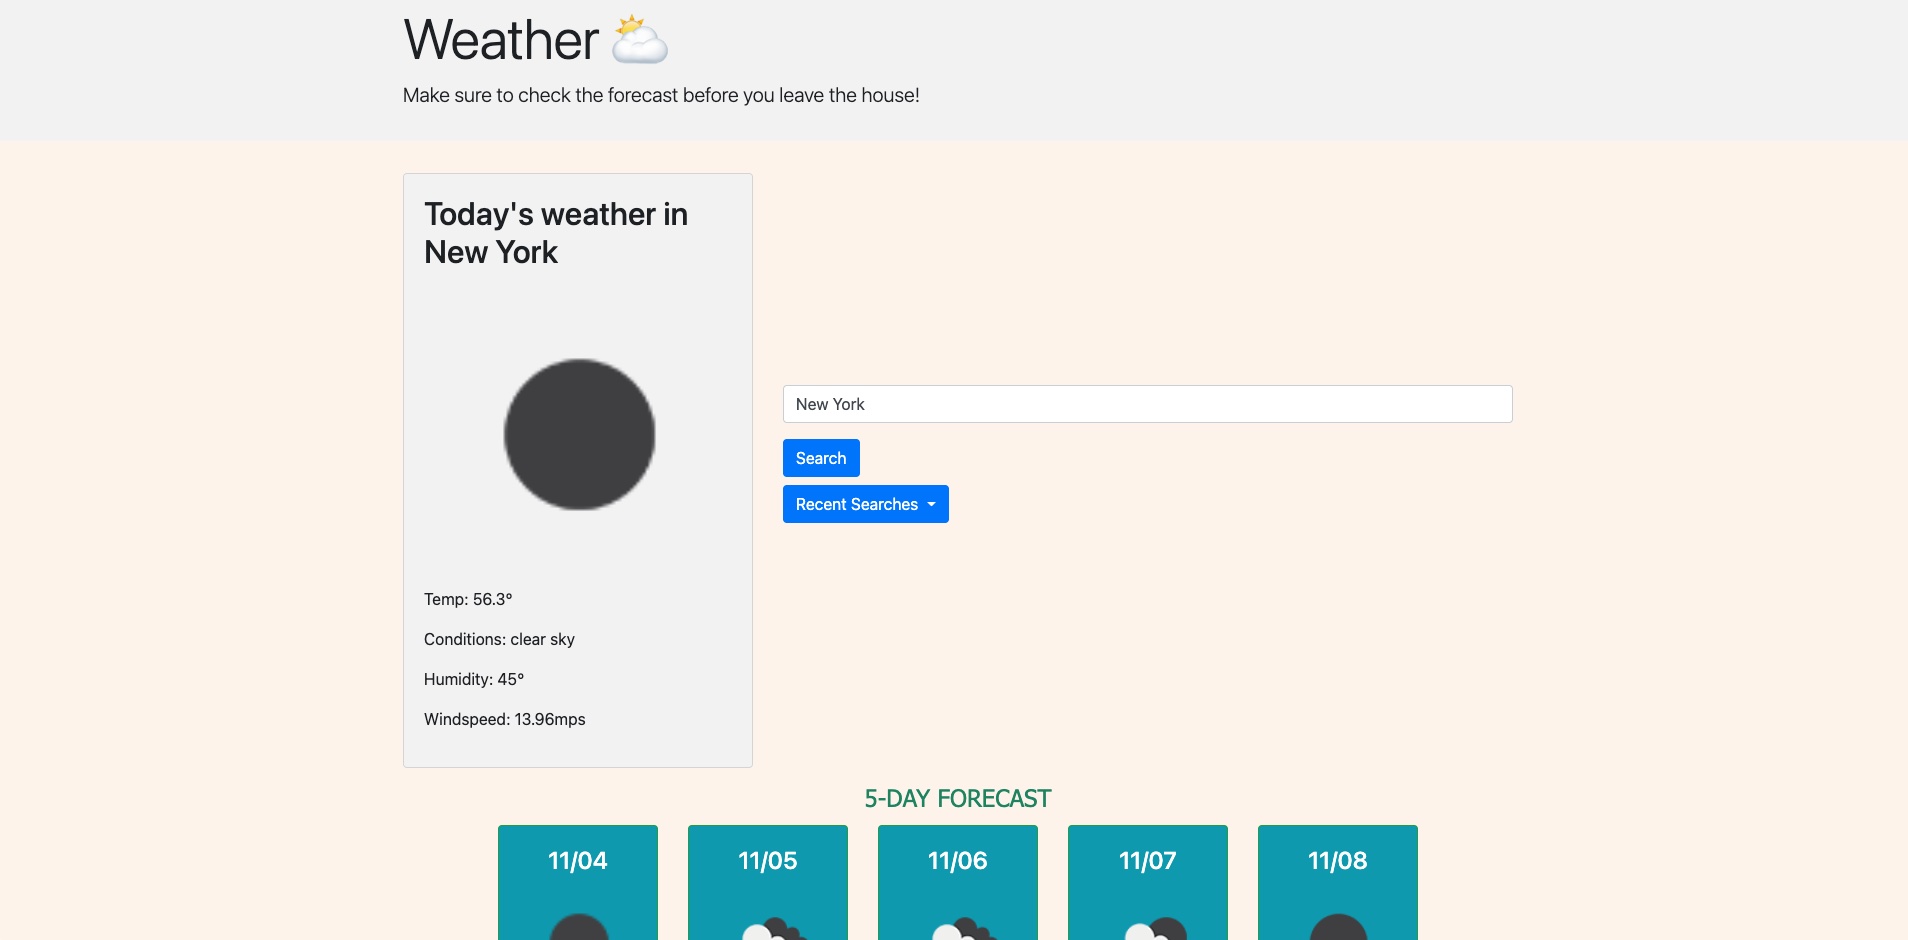 Weather
Make sure to check the forecast before you leave the house!
Today's weather in
New York
New York
Search
Recent Searches
Temp: 56.3°
Conditions: clear sky
Humidity: 45°
Windspeed: 13.96mps
5-DAY FORECAST
11/04
11/05
11/06
11/07
11/08